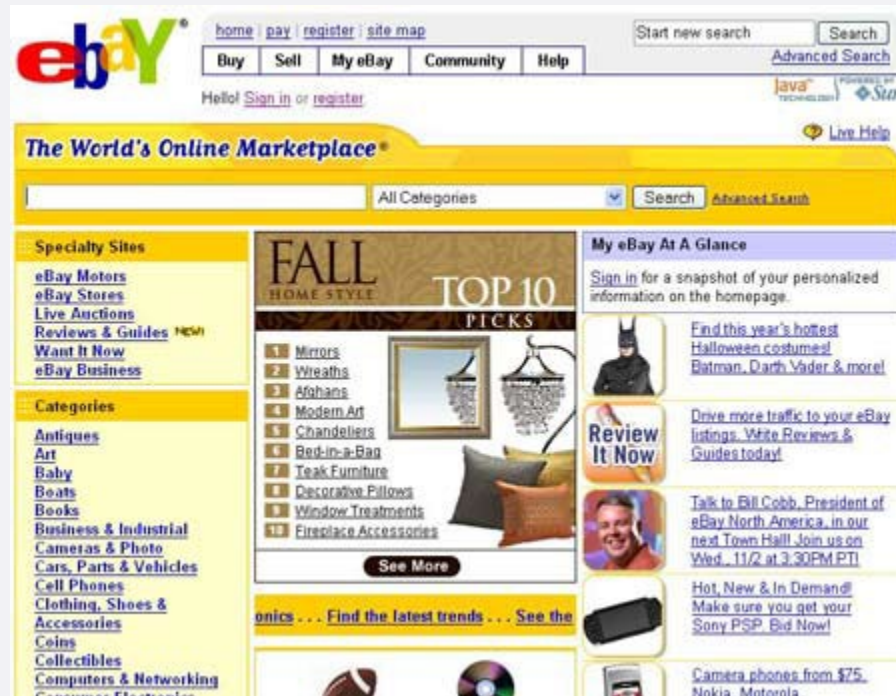 ebaY®
home | pay | register | site map
Start new search Search
Buy Sell My eBay Community Help
Advanced Search
Hello! Sign in or register.
Java™
TECHNOLOGY
POWERED BY
Sun
Live Help
The World's Online Marketplace®
All Categories Search Advanced Search
Specialty Sites
eBay Motors
eBay Stores
Live Auctions
Reviews & Guides NEW!
Want It Now
eBay Business
Categories
Antiques
Art
Baby
Boats
Books
Business & Industrial
Cameras & Photo
Cars, Parts & Vehicles
Cell Phones
Clothing, Shoes &
Accessories
Coins
Collectibles
Computers & Networking
Consumer Electronics
FALL
HOME STYLE
TOP 10
PICKS
1 Mirrors
2 Wreaths
3 Afghans
4 Modern Art
5 Chandeliers
6 Bed-in-a-Bag
7 Teak Furniture
8 Decorative Pillows
9 Window Treatments
10 Fireplace Accessories
See More
onics . . . Find the latest trends . . . See the
My eBay At A Glance
Sign in for a snapshot of your personalized
information on the homepage.
Find this year's hottest
Halloween costumes!
Batman, Darth Vader & more!
Review
It Now
Drive more traffic to your eBay
listings. Write Reviews &
Guides today!
Talk to Bill Cobb, President of
eBay North America, in our
next Town Hall! Join us on
Wed., 11/2 at 3:30PM PT!
Hot, New & In Demand!
Make sure you get your
Sony PSP. Bid Now!
Camera phones from $75.
Nokia, Motorola